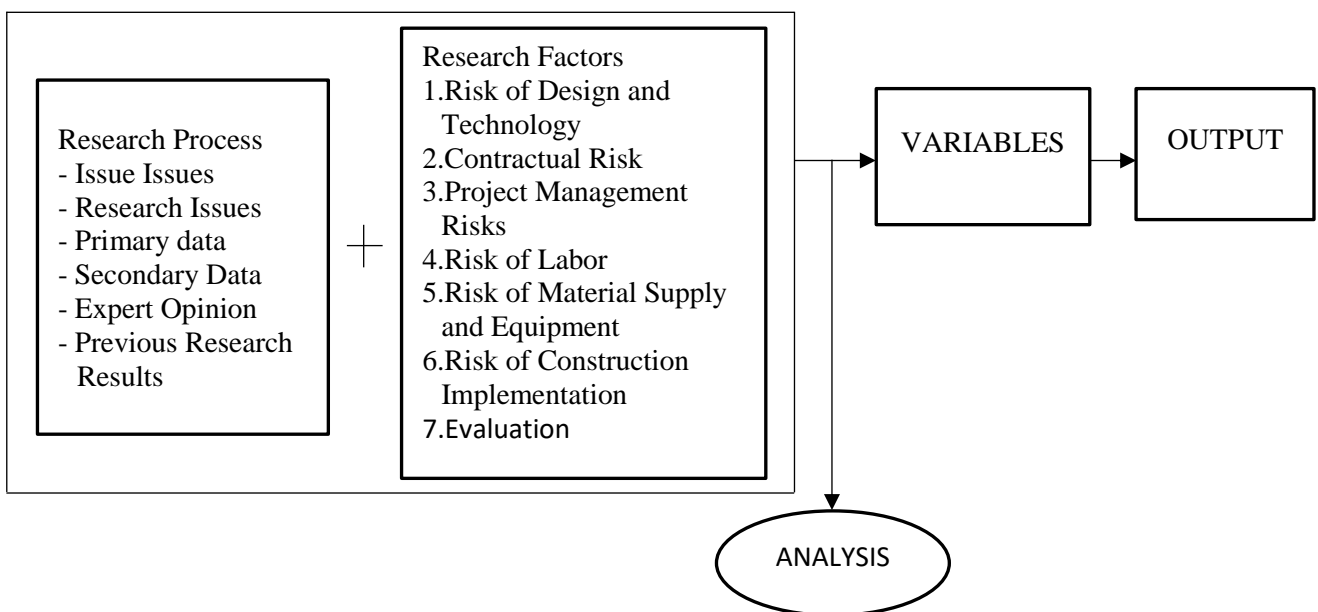 Research Process
- Issue Issues
- Research Issues
- Primary data
- Secondary Data
- Expert Opinion
- Previous Research
Results
+
Research Factors
1.Risk of Design and
Technology
2.Contractual Risk
3.Project Management
Risks
4.Risk of Labor
5.Risk of Material Supply
and Equipment
6.Risk of Construction
Implementation
7.Evaluation
VARIABLES
OUTPUT
ANALYSIS